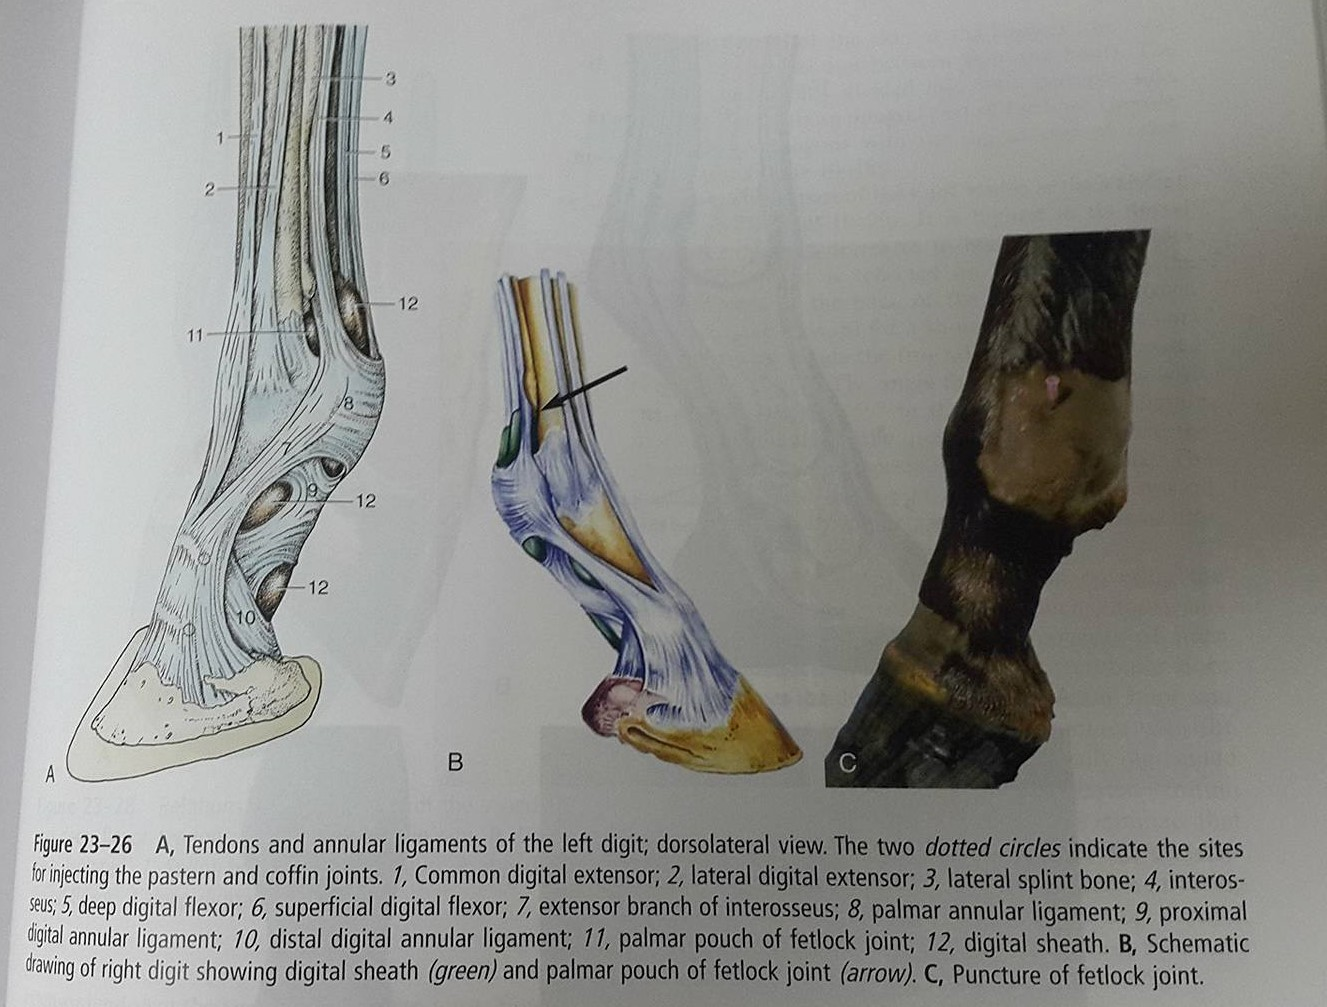 3
4
1
5
6
2
12
11
8
7
9
12
12
10
A
B
C
Figure 23–26 A, Tendons and annular ligaments of the left digit; dorsolateral view. The two dotted circles indicate the sites
for injecting the pastern and coffin joints. 1, Common digital extensor; 2, lateral digital extensor; 3, lateral splint bone; 4, interos-
seus; 5, deep digital flexor; 6, superficial digital flexor; 7, extensor branch of interosseus; 8, palmar annular ligament; 9, proximal
digital annular ligament; 10, distal digital annular ligament; 11, palmar pouch of fetlock joint; 12, digital sheath. B, Schematic
drawing of right digit showing digital sheath (green) and palmar pouch of fetlock joint (arrow). C, Puncture of fetlock joint.